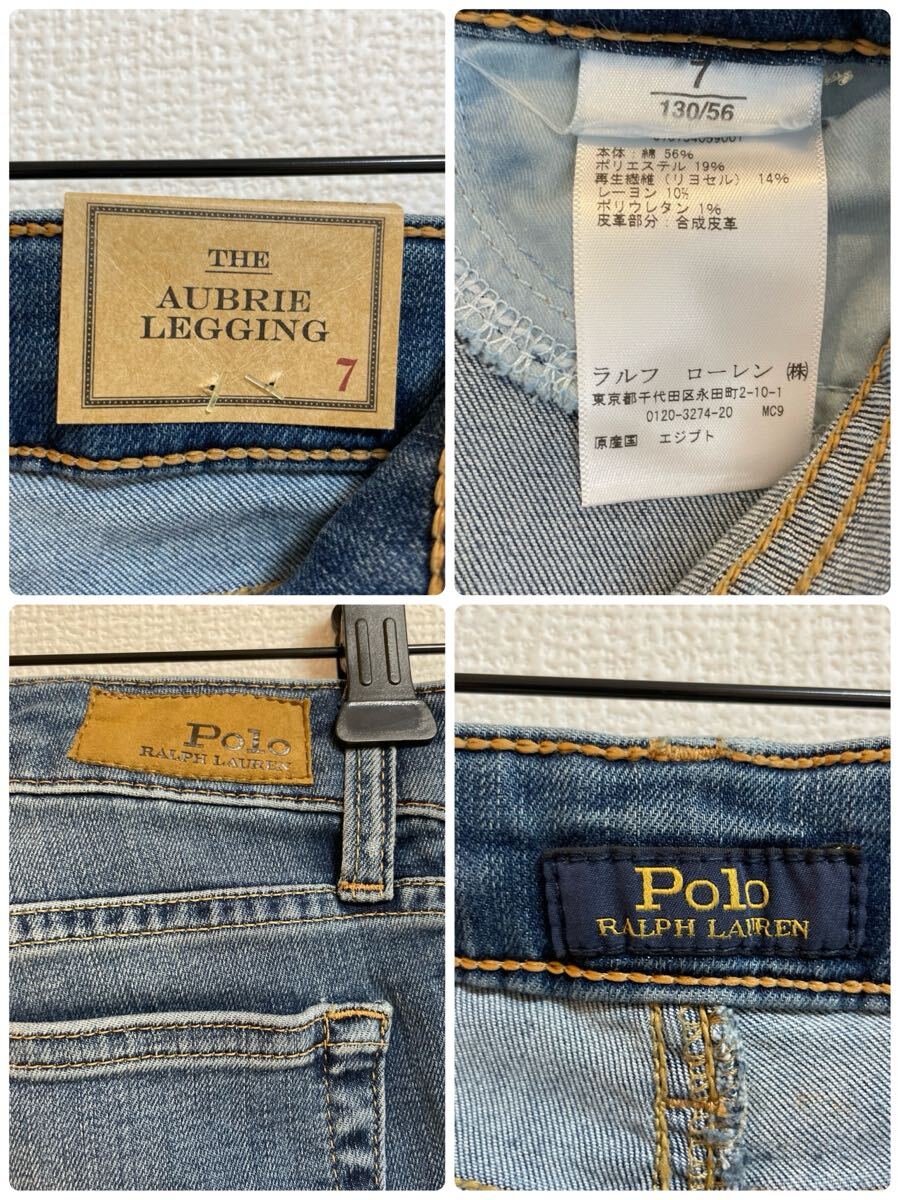 THE
AUBRIE
LEGGING
7
7
130/56
本体:綿 56%
ポリエステル 19%
再生繊維(リヨセル) 14%
レーヨン 10%
ポリウレタン 1%
皮革部分:合成皮革
ラルフ ローレン ㈱
東京都千代田区永田町2-10-1
0120-3274-20 MC9
原産国 エジプト
Polo
RALPH LAUREN
Polo
RALPH LAUREN